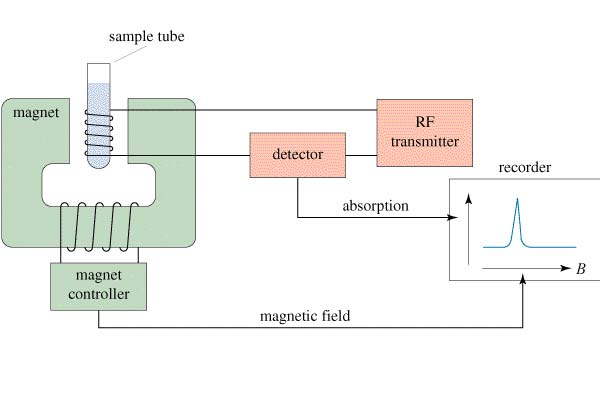 sample tube
magnet
RF
transmitter
detector
recorder
absorption
B
magnet
controller
magnetic field